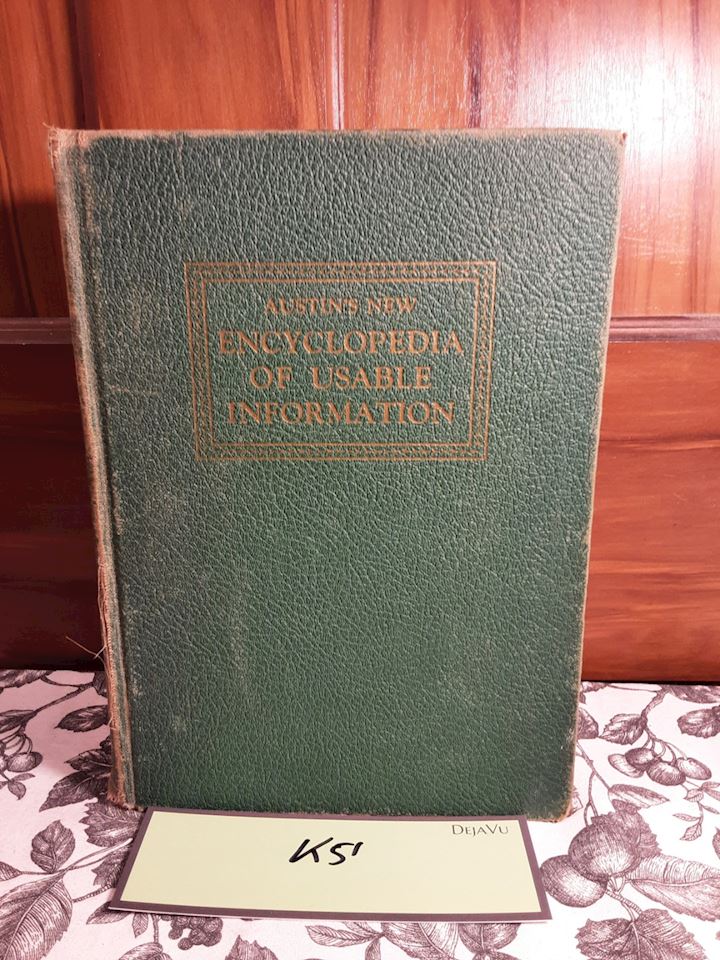 AUSTIN'S NEW
ENCYCLOPEDIA
OF USABLE
INFORMATION
DEJAVU
K51